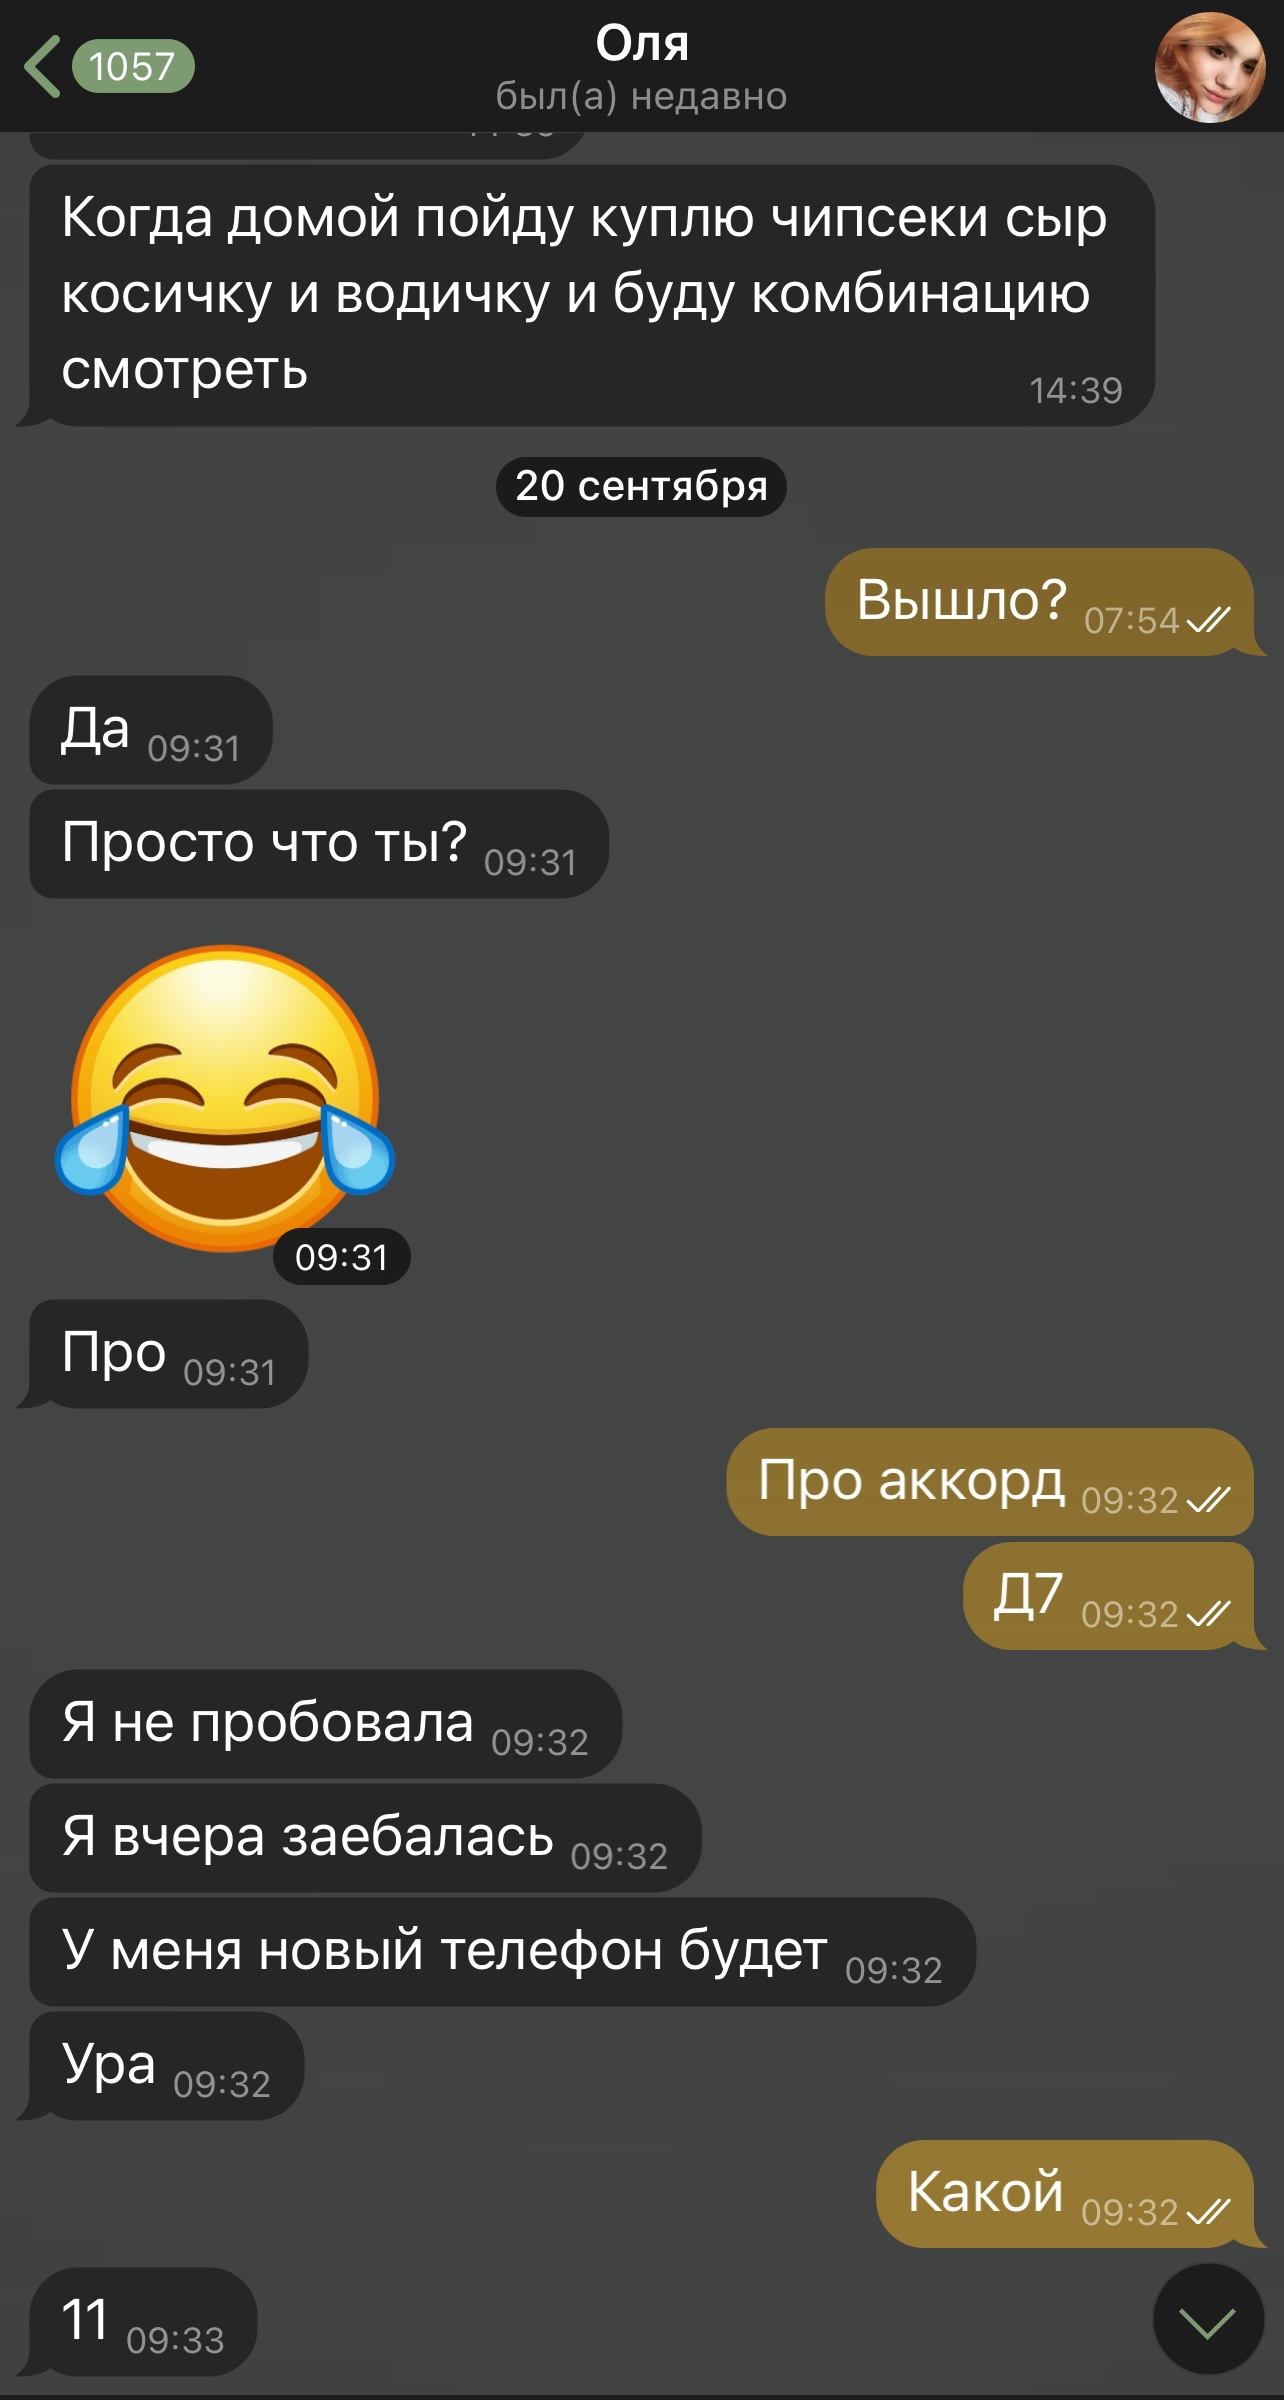 1057
Оля
был(а) недавно
Когда домой пойду куплю чипсеки сыр
косичку и водичку и буду комбинацию
смотреть
14:39
20 сентября
Вышло? 07:54
Да 09:31
Просто что ты? 09:31
09:31
Про 09:31
Про аккорд 09:32
Д7 09:32
Я не пробовала 09:32
Я вчера заебалась 09:32
У меня новый телефон будет 09:32
Ура 09:32
Какой 09:32
11 09:33